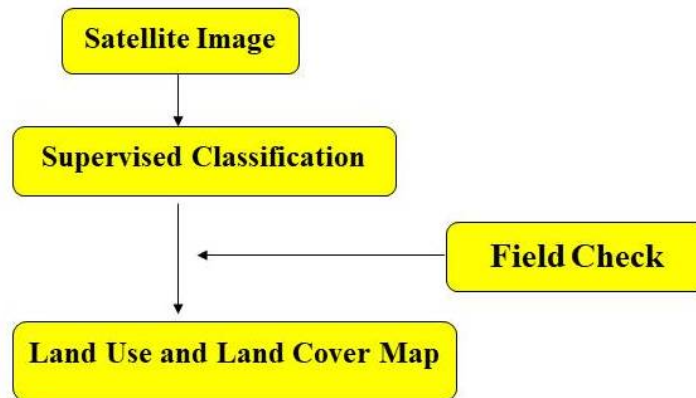 Satellite Image
Supervised Classification
Field Check
Land Use and Land Cover Map